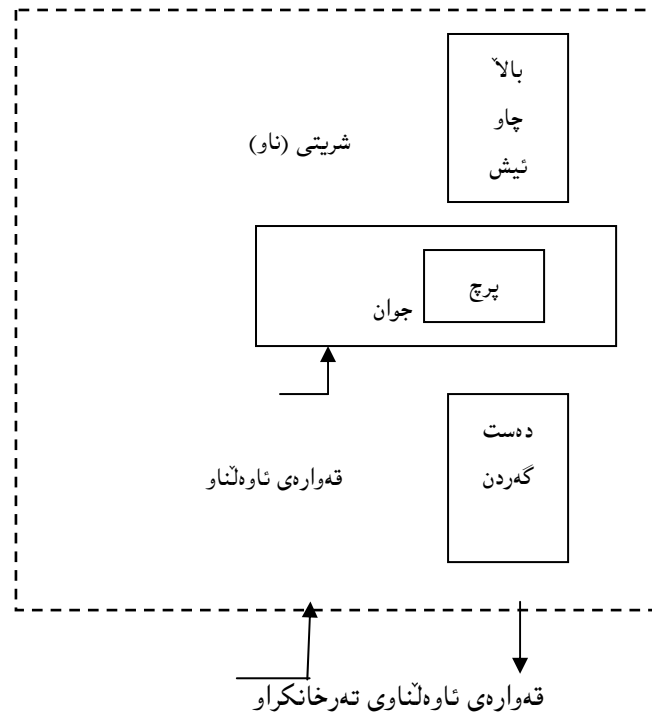 بالاَ
چاو
شریتی (ناو)
ئیش
پرچ
جوان
دەست
گەردن
قەوارەی ئاوەڵناو
قەوارەی ئاوەڵناوی تەرخانکراو